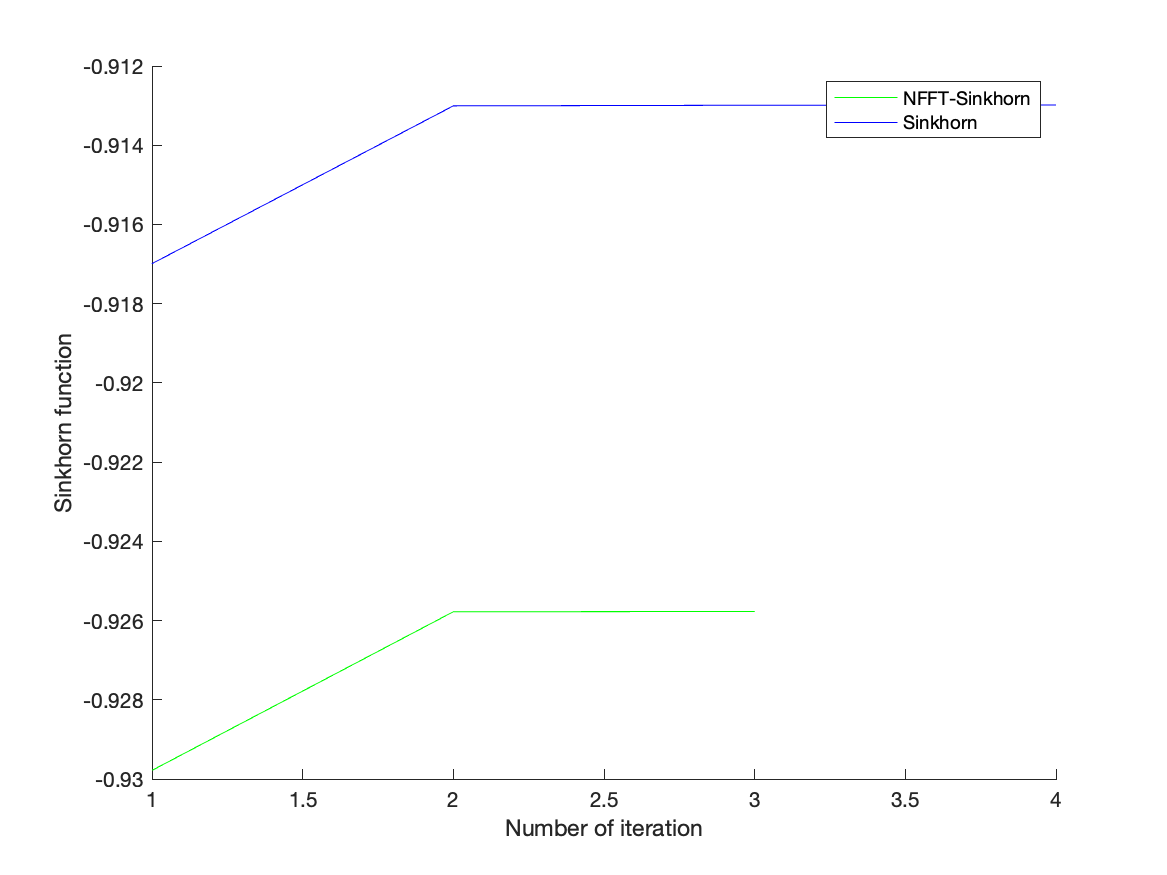 -0.912
-0.914
-0.916
-0.918
-0.92
-0.922
-0.924
-0.926
-0.928
-0.93
Sinkhorn function
NFFT-Sinkhorn
Sinkhorn
1 1.5 2 2.5 3 3.5 4
Number of iteration